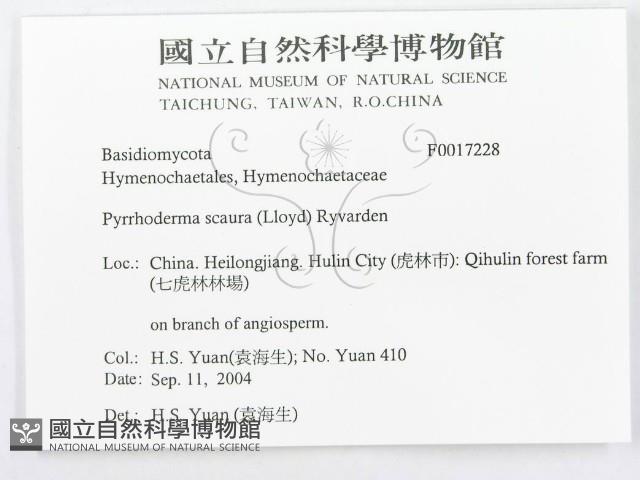 國立自然科學博物館
NATIONAL MUSEUM OF NATURAL SCIENCE
TAICHUNG, TAIWAN, R.O.CHINA
Basidiomycota F0017228
Hymenochaetales, Hymenochaetaceae
Pyrrhoderma scaura (Lloyd) Ryvarden
Loc.: China. Heilongjiang. Hulin City (虎林市): Qihulin forest farm
(七虎林林場)
on branch of angiosperm.
Col.: H.S. Yuan(袁海生); No. Yuan 410
Date: Sep. 11, 2004
Det.: H.S. Yuan (袁海生)
國立自然科學博物館
NATIONAL MUSEUM OF NATURAL SCIENCE